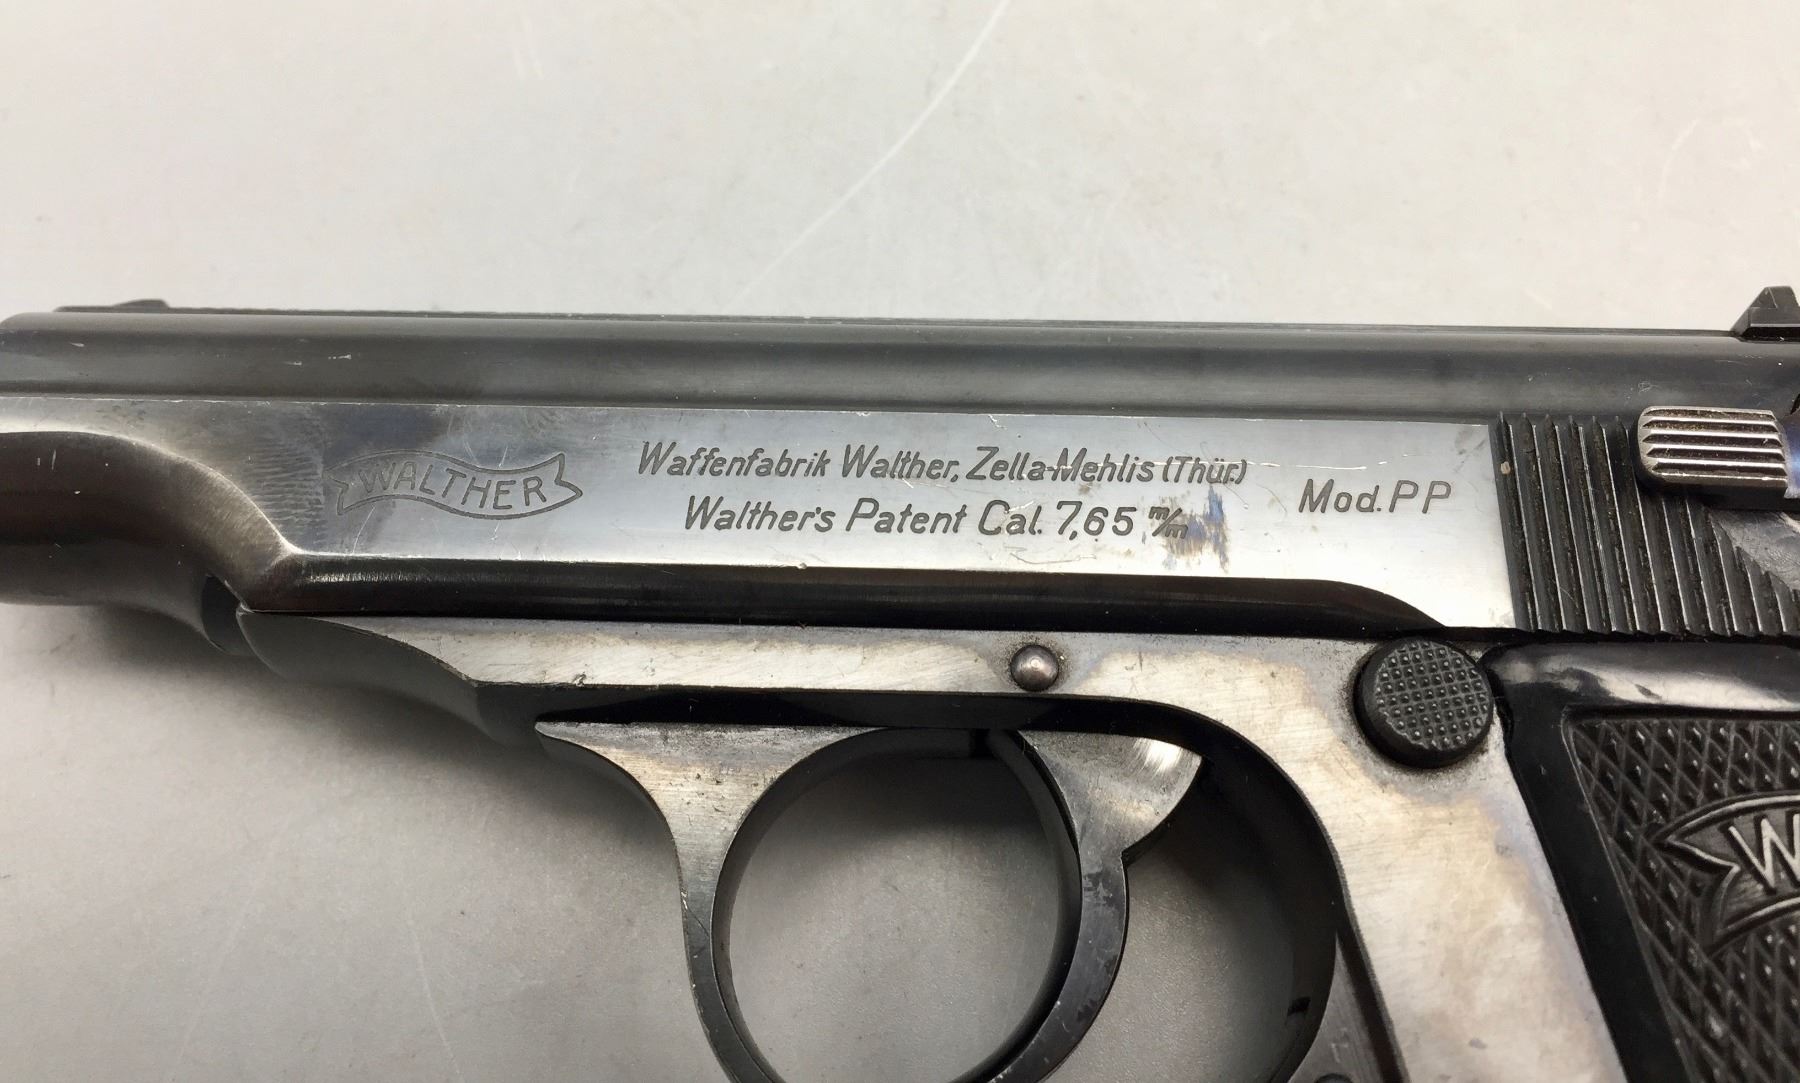 WALTHER
Waffenfabrik Walther, Zella-Mehlis (Thür.)
Walther's Patent Cal. 7,65 m/m
Mod. PP
W